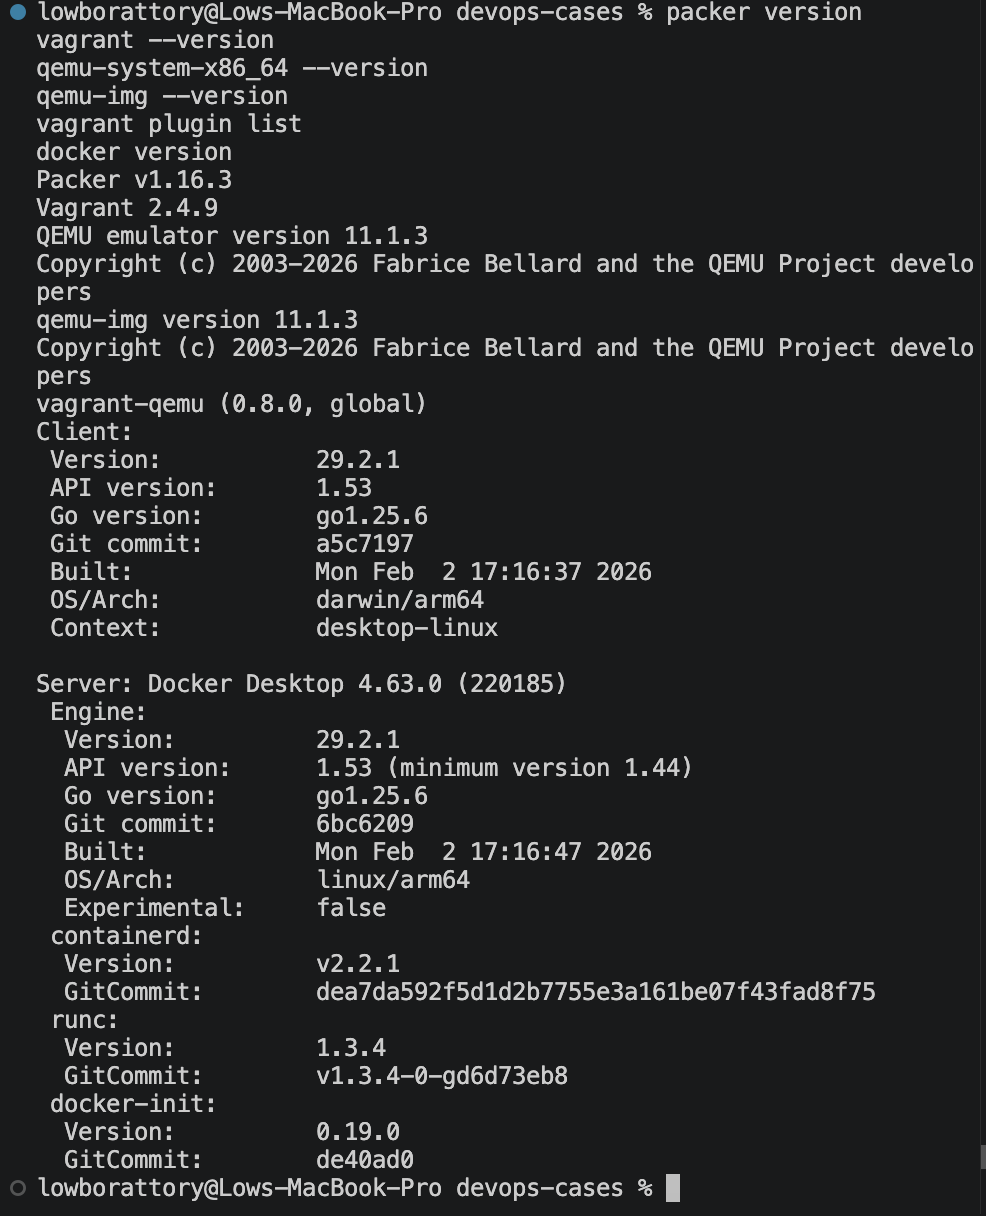 lowborattory@Lows-MacBook-Pro devops-cases % packer version
vagrant --version
qemu-system-x86_64 --version
qemu-img --version
vagrant plugin list
docker version
Packer v1.16.3
Vagrant 2.4.9
QEMU emulator version 11.1.3
Copyright (c) 2003-2026 Fabrice Bellard and the QEMU Project develo
pers
qemu-img version 11.1.3
Copyright (c) 2003-2026 Fabrice Bellard and the QEMU Project develo
pers
vagrant-qemu (0.8.0, global)
Client:
 Version:           29.2.1
 API version:       1.53
 Go version:        go1.25.6
 Git commit:        a5c7197
 Built:             Mon Feb  2 17:16:37 2026
 OS/Arch:           darwin/arm64
 Context:           desktop-linux

Server: Docker Desktop 4.63.0 (220185)
 Engine:
  Version:          29.2.1
  API version:      1.53 (minimum version 1.44)
  Go version:       go1.25.6
  Git commit:       6bc6209
  Built:            Mon Feb  2 17:16:47 2026
  OS/Arch:          linux/arm64
  Experimental:     false
 containerd:
  Version:          v2.2.1
  GitCommit:        dea7da592f5d1d2b7755e3a161be07f43fad8f75
 runc:
  Version:          1.3.4
  GitCommit:        v1.3.4-0-gd6d73eb8
 docker-init:
  Version:          0.19.0
  GitCommit:        de40ad0
lowborattory@Lows-MacBook-Pro devops-cases %